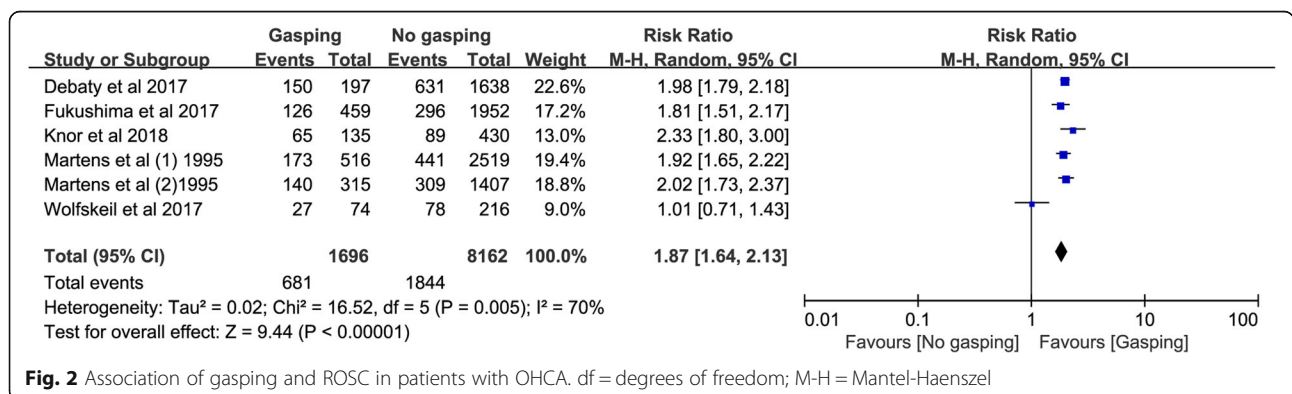 Gasping No gasping Risk Ratio Risk Ratio
Study or Subgroup Events Total Events Total Weight M-H, Random, 95% CI M-H, Random, 95% CI
Debaty et al 2017 150 197 631 1638 22.6% 1.98 [1.79, 2.18]
Fukushima et al 2017 126 459 296 1952 17.2% 1.81 [1.51, 2.17]
Knor et al 2018 65 135 89 430 13.0% 2.33 [1.80, 3.00]
Martens et al (1) 1995 173 516 441 2519 19.4% 1.92 [1.65, 2.22]
Martens et al (2)1995 140 315 309 1407 18.8% 2.02 [1.73, 2.37]
Wolfskeil et al 2017 27 74 78 216 9.0% 1.01 [0.71, 1.43]
Total (95% CI) 1696 8162 100.0% 1.87 [1.64, 2.13]
Total events 681 1844
Heterogeneity: Tau² = 0.02; Chi² = 16.52, df = 5 (P = 0.005); I² = 70%
Test for overall effect: Z = 9.44 (P < 0.00001)
0.01 0.1 1 10 100
Favours [No gasping] Favours [Gasping]
Fig. 2 Association of gasping and ROSC in patients with OHCA. df = degrees of freedom; M-H = Mantel-Haenszel